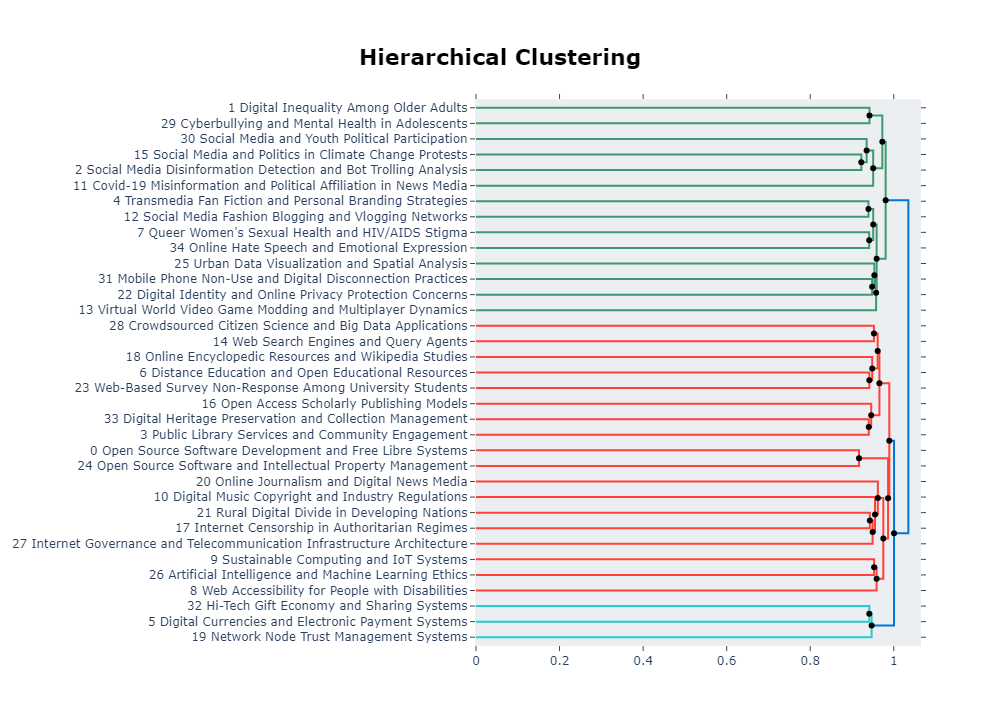 Hierarchical Clustering
1 Digital Inequality Among Older Adults
29 Cyberbullying and Mental Health in Adolescents
30 Social Media and Youth Political Participation
15 Social Media and Politics in Climate Change Protests
2 Social Media Disinformation Detection and Bot Trolling Analysis
11 Covid-19 Misinformation and Political Affiliation in News Media
4 Transmedia Fan Fiction and Personal Branding Strategies
12 Social Media Fashion Blogging and Vlogging Networks
7 Queer Women's Sexual Health and HIV/AIDS Stigma
34 Online Hate Speech and Emotional Expression
25 Urban Data Visualization and Spatial Analysis
31 Mobile Phone Non-Use and Digital Disconnection Practices
22 Digital Identity and Online Privacy Protection Concerns
13 Virtual World Video Game Modding and Multiplayer Dynamics
28 Crowdsourced Citizen Science and Big Data Applications
14 Web Search Engines and Query Agents
18 Online Encyclopedic Resources and Wikipedia Studies
6 Distance Education and Open Educational Resources
23 Web-Based Survey Non-Response Among University Students
16 Open Access Scholarly Publishing Models
33 Digital Heritage Preservation and Collection Management
3 Public Library Services and Community Engagement
0 Open Source Software Development and Free Libre Systems
24 Open Source Software and Intellectual Property Management
20 Online Journalism and Digital News Media
10 Digital Music Copyright and Industry Regulations
21 Rural Digital Divide in Developing Nations
17 Internet Censorship in Authoritarian Regimes
27 Internet Governance and Telecommunication Infrastructure Architecture
9 Sustainable Computing and IoT Systems
26 Artificial Intelligence and Machine Learning Ethics
8 Web Accessibility for People with Disabilities
32 Hi-Tech Gift Economy and Sharing Systems
5 Digital Currencies and Electronic Payment Systems
19 Network Node Trust Management Systems
0 0.2 0.4 0.6 0.8 1